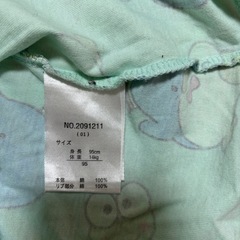 NO.2091211
(01)
サイズ
身長 95cm
体重 14kg
95
本体 綿 100%
リブ部分 綿 100%